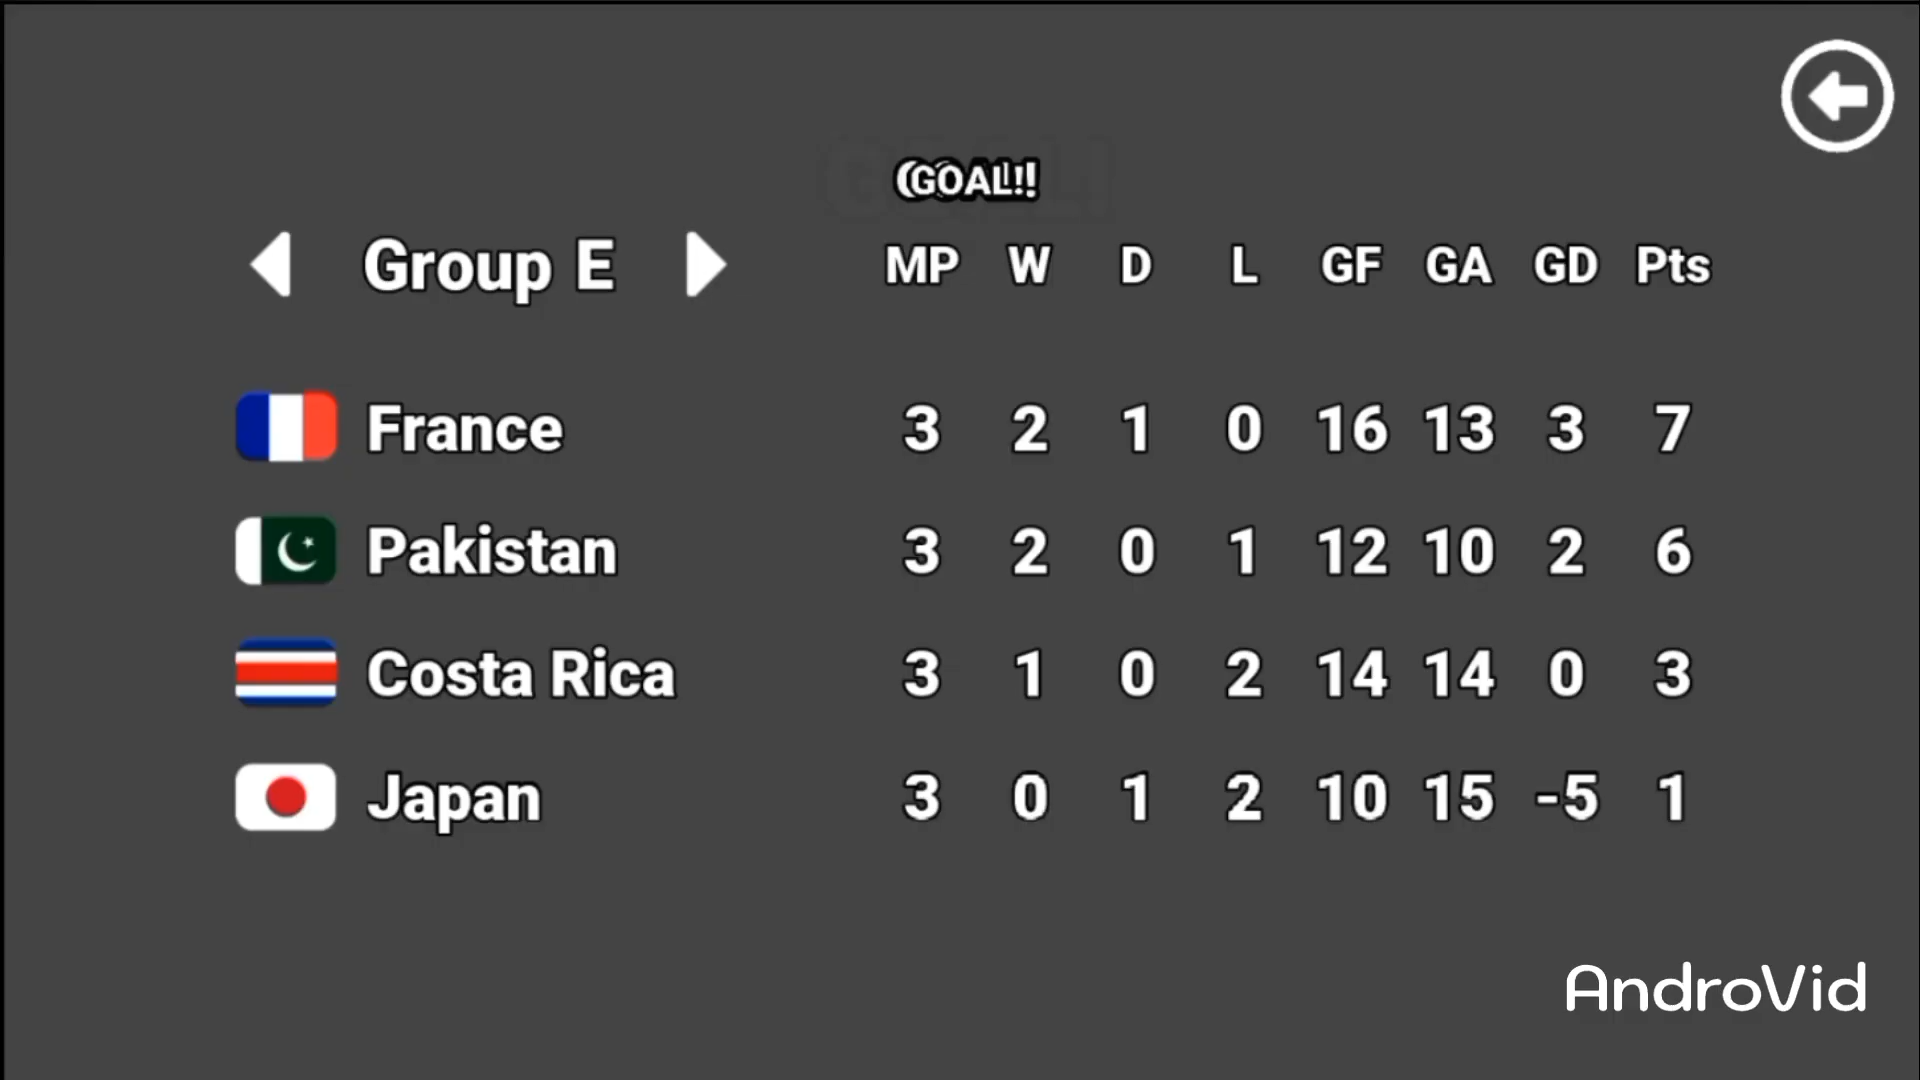 GOAL!!
Group E MP W D L GF GA GD Pts
France 3 2 1 0 16 13 3 7
Pakistan 3 2 0 1 12 10 2 6
Costa Rica 3 1 0 2 14 14 0 3
Japan 3 0 1 2 10 15 -5 1
AndroVid